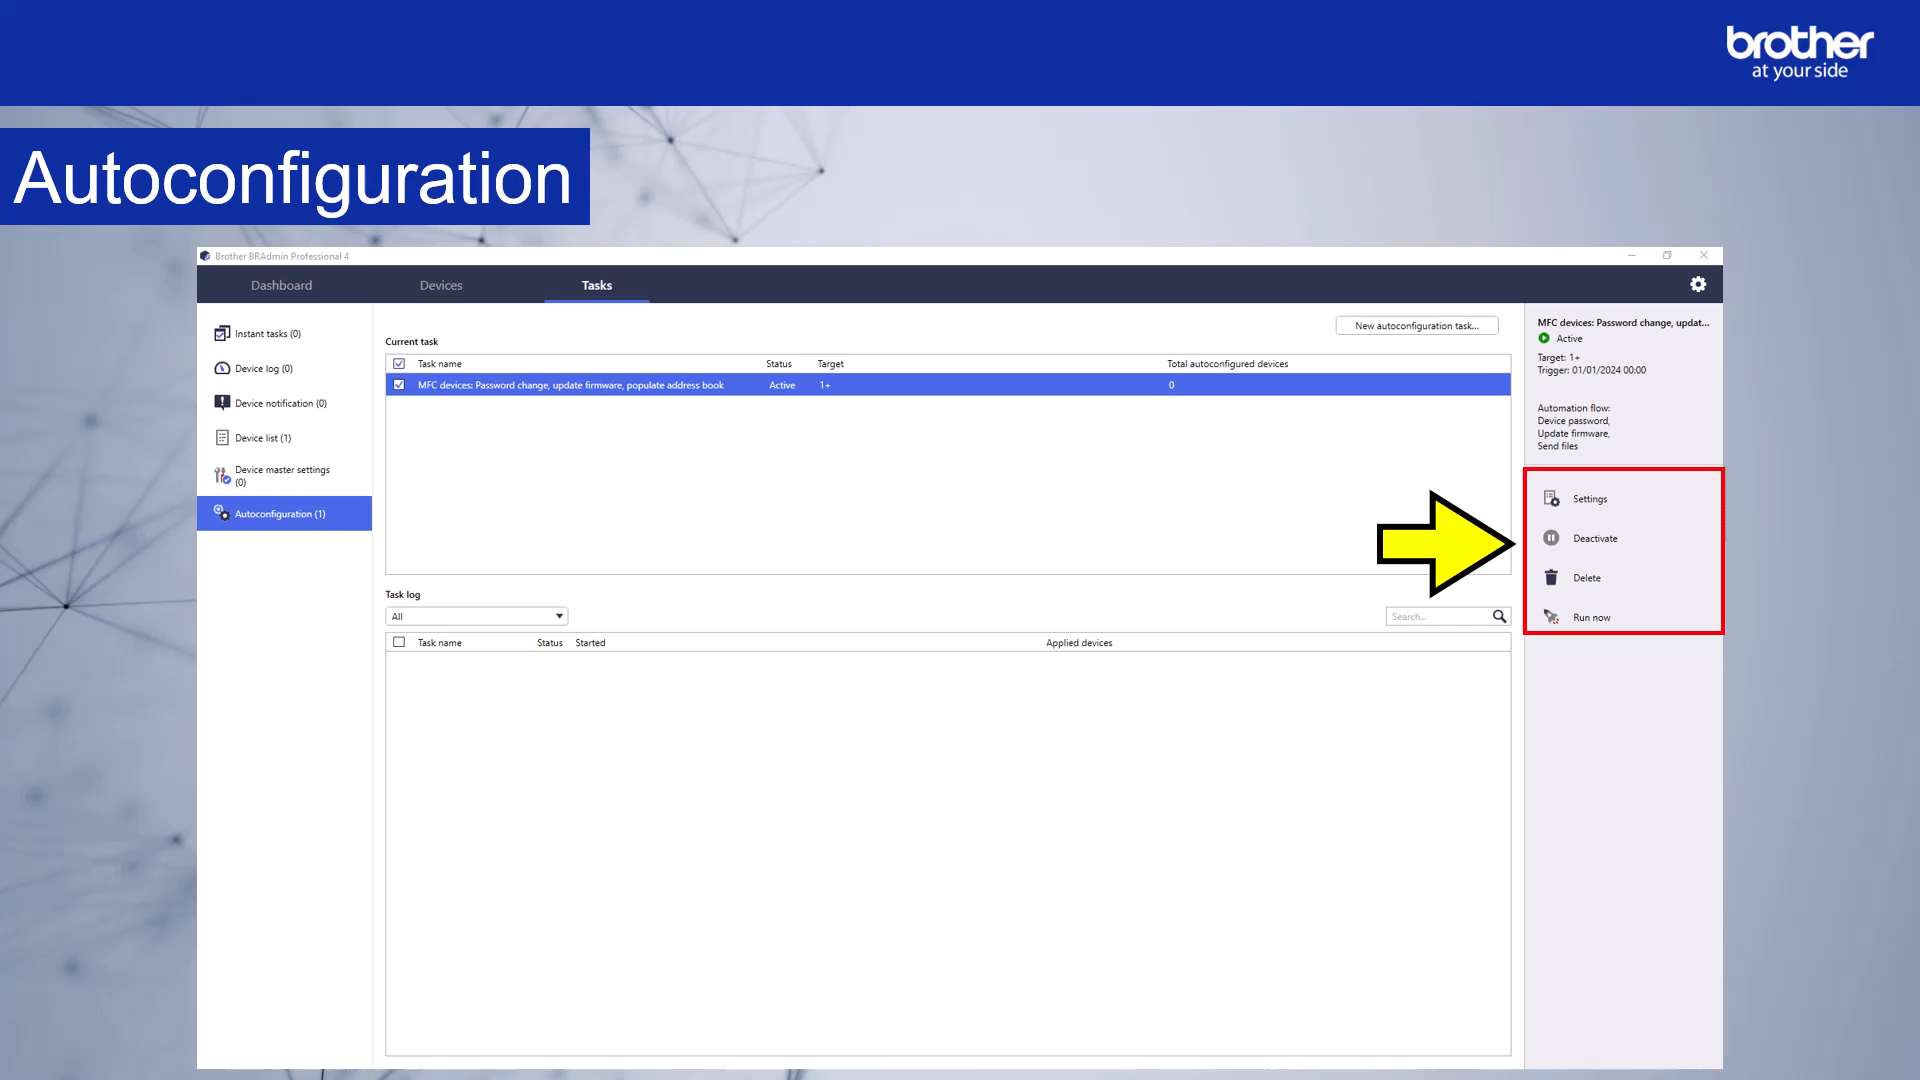 brother
at your side
Autoconfiguration
Brother BRAdmin Professional 4
Dashboard
Devices
Tasks
Instant tasks (0)
Device log (0)
Device notification (0)
Device list (1)
Device master settings
(0)
Autoconfiguration (1)
New autoconfiguration task...
Current task
Task name Status Target Total autoconfigured devices
MFC devices: Password change, update firmware, populate address book Active 1+ 0
Task log
All
Search...
Task name Status Started Applied devices
MFC devices: Password change, updat...
Active
Target: 1+
Trigger: 01/01/2024 00:00
Automation flow:
Device password,
Update firmware,
Send files
Settings
Deactivate
Delete
Run now